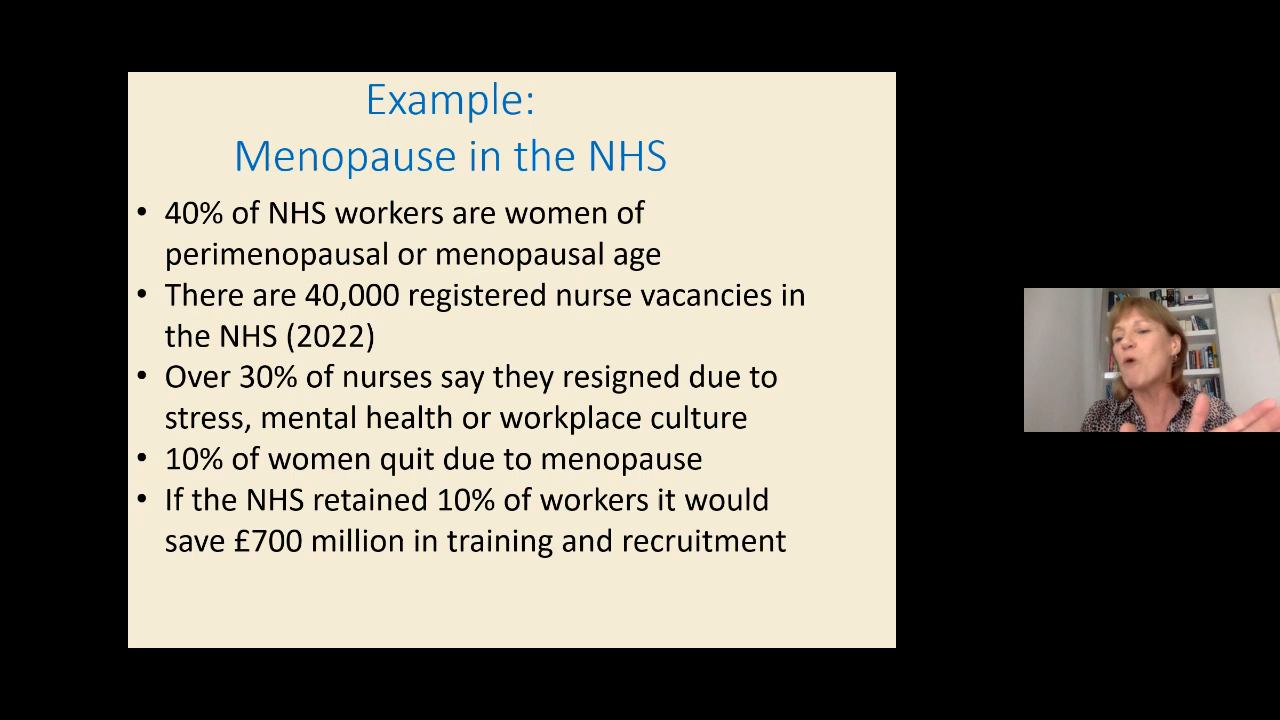 Example:
Menopause in the NHS
• 40% of NHS workers are women of
perimenopausal or menopausal age
• There are 40,000 registered nurse vacancies in
the NHS (2022)
• Over 30% of nurses say they resigned due to
stress, mental health or workplace culture
• 10% of women quit due to menopause
• If the NHS retained 10% of workers it would
save £700 million in training and recruitment